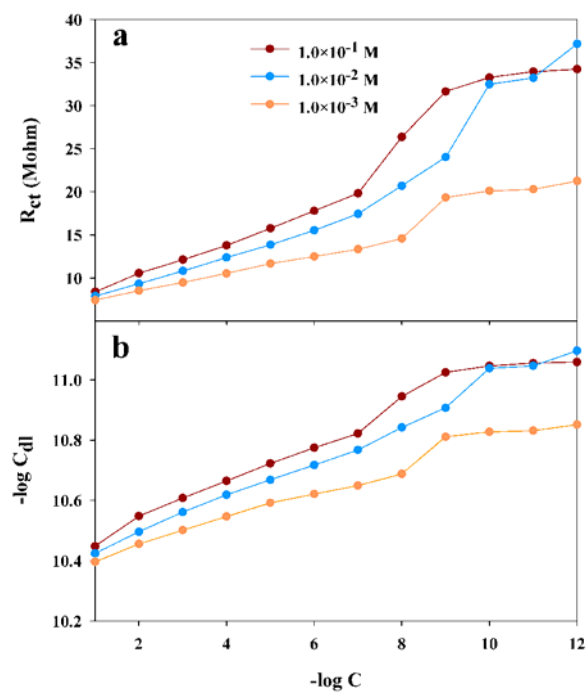 a
1.0×10⁻¹ M
1.0×10⁻² M
1.0×10⁻³ M
40
35
30
25
20
15
10
R_ct (Mohm)
b
11.0
10.8
10.6
10.4
10.2
-log C_dl
2 4 6 8 10 12
-log C